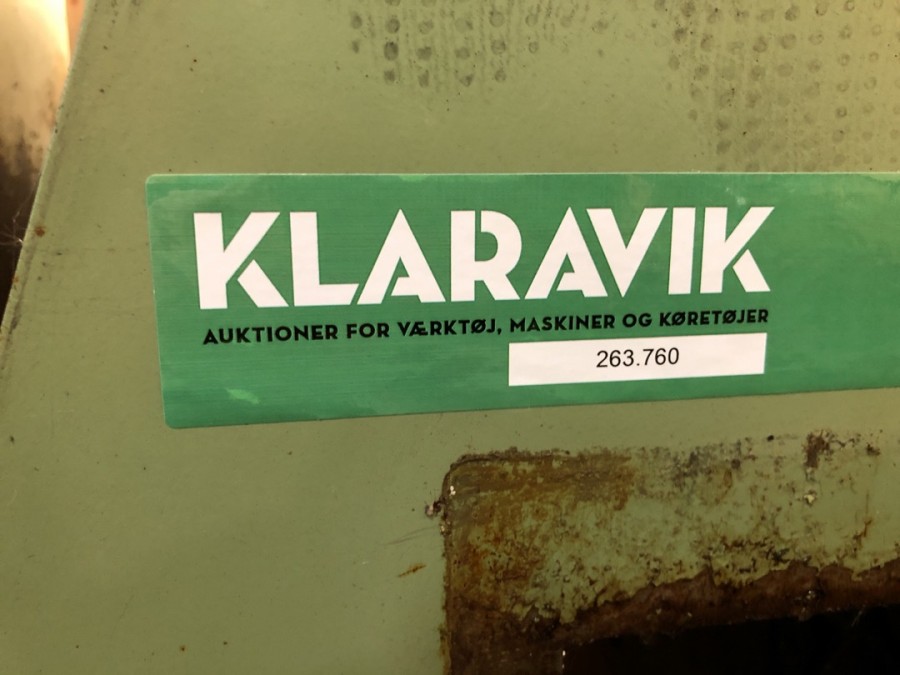 KLARAVIK
AUKTIONER FOR VÆRKTØJ, MASKINER OG KØRETØJER
263.760